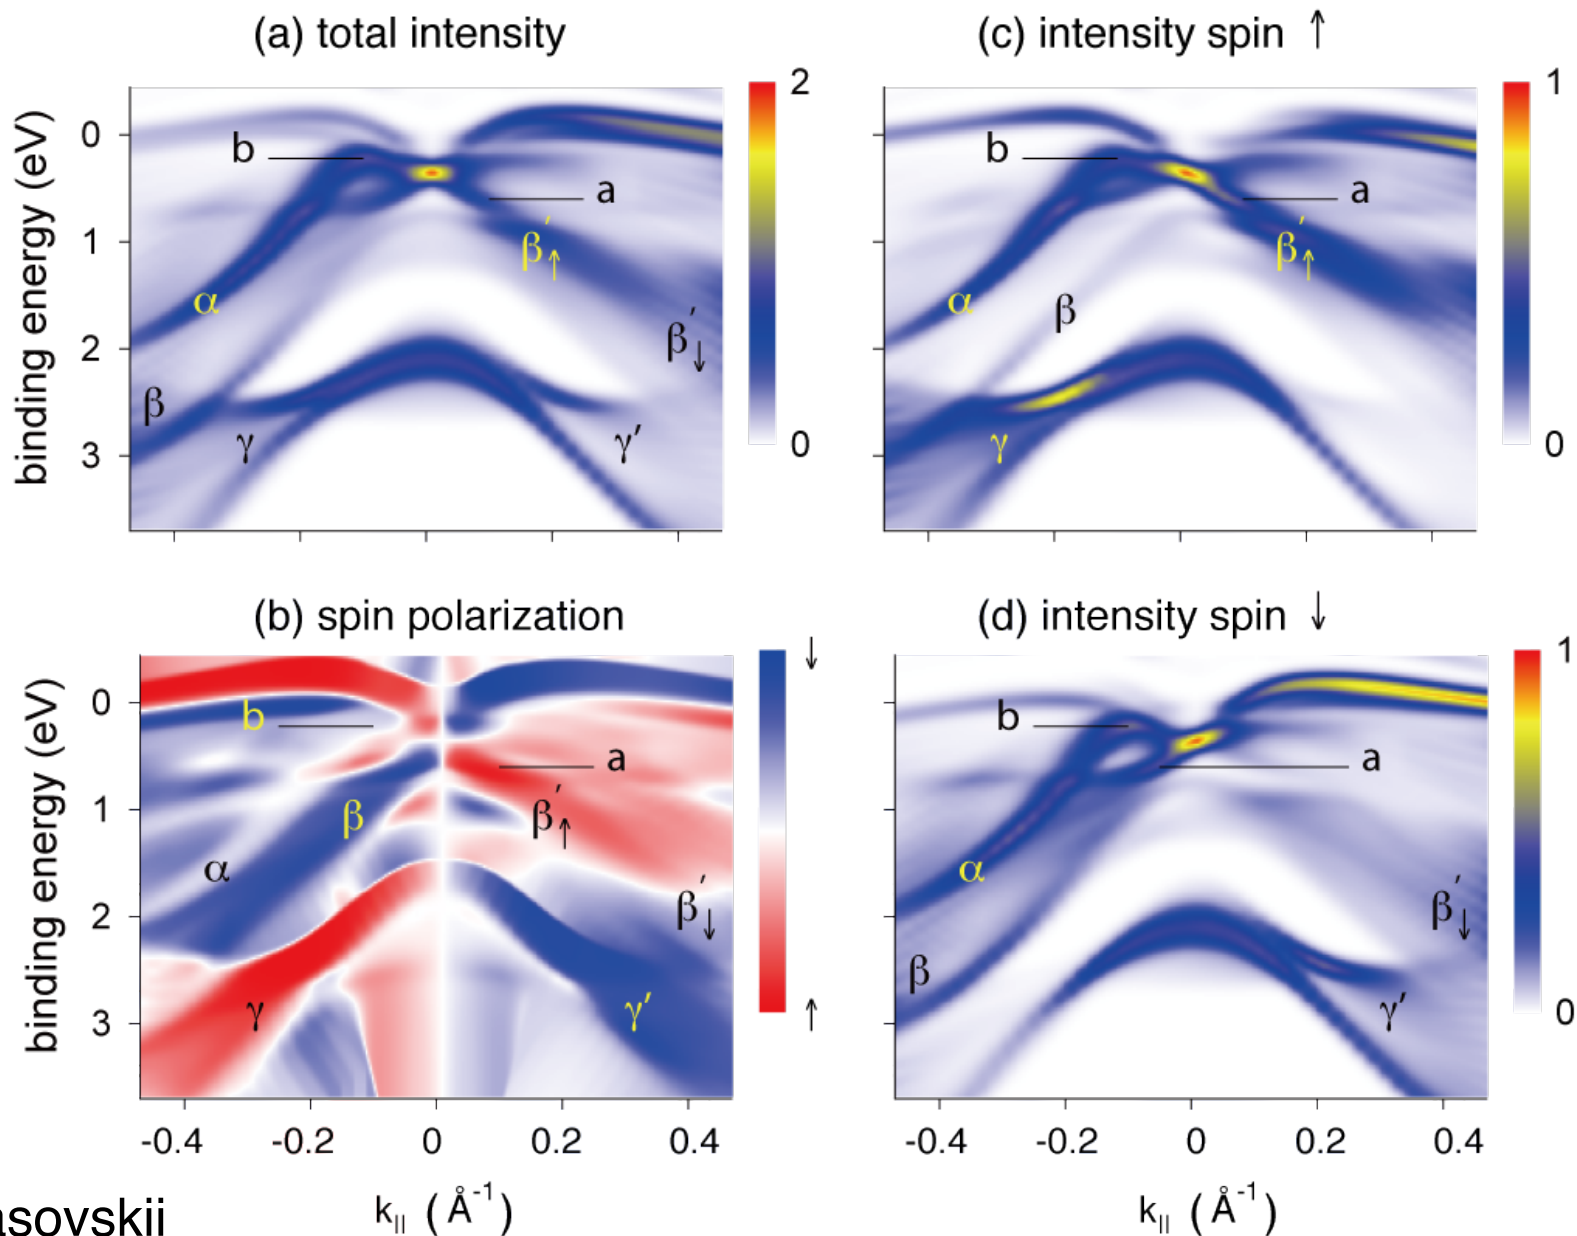 (a) total intensity
2
0
b
a
β′↑
α
β′↓
β
γ
γ′
0
1
2
3
binding energy (eV)
(c) intensity spin ↑
1
0
b
a
β′↑
α
β
γ
(b) spin polarization
↓
↑
b
a
β
β′↑
α
β′↓
γ
γ′
0
1
2
3
binding energy (eV)
-0.4 -0.2 0 0.2 0.4
k|| (Å-1)
(d) intensity spin ↓
1
0
b
a
α
β′↓
β
γ′
-0.4 -0.2 0 0.2 0.4
k|| (Å-1)
asovskii